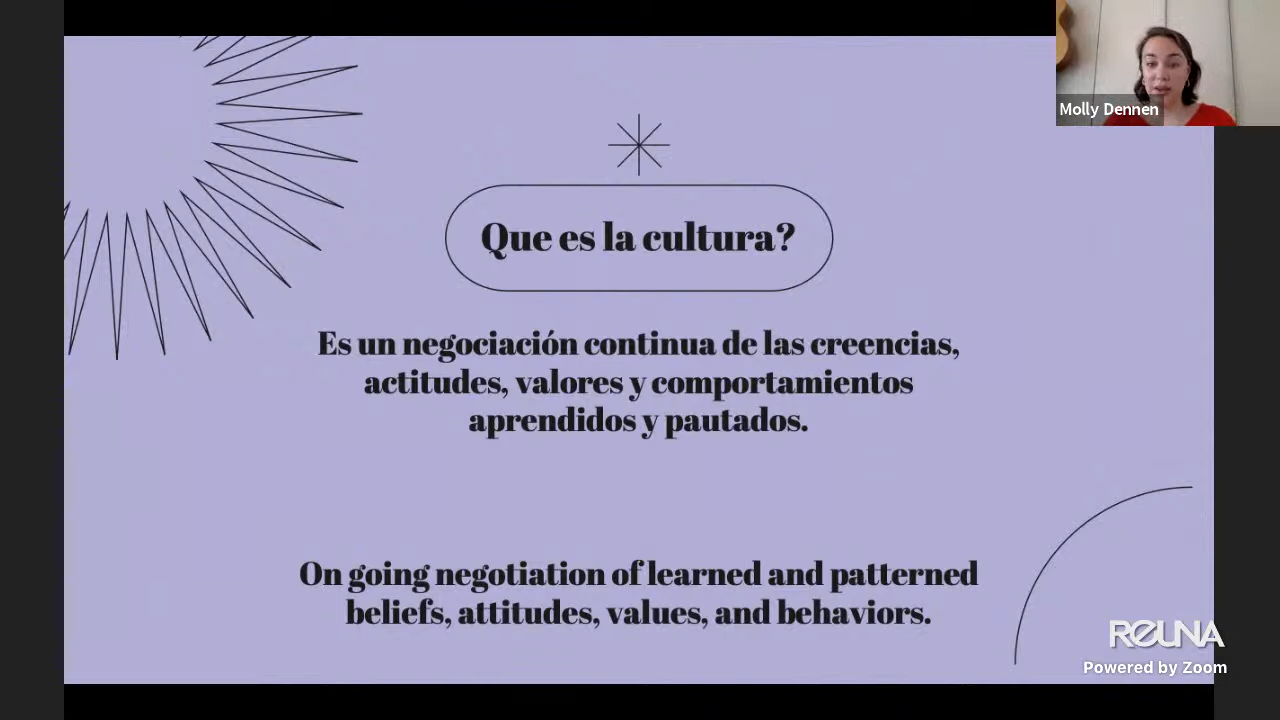 Molly Dennen
Que es la cultura?
Es un negociación continua de las creencias,
actitudes, valores y comportamientos
aprendidos y pautados.
On going negotiation of learned and patterned
beliefs, attitudes, values, and behaviors.
REUNA
Powered by Zoom